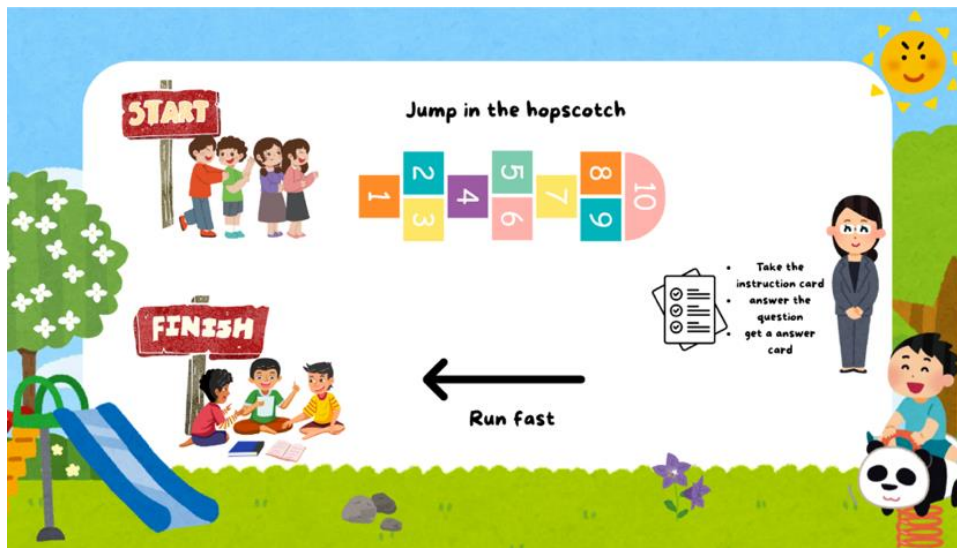 START
Jump in the hopscotch
1
2
3
4
5
6
7
8
9
10
• Take the
instruction card
• answer the
question
• get a answer
card
FINISH
Run fast